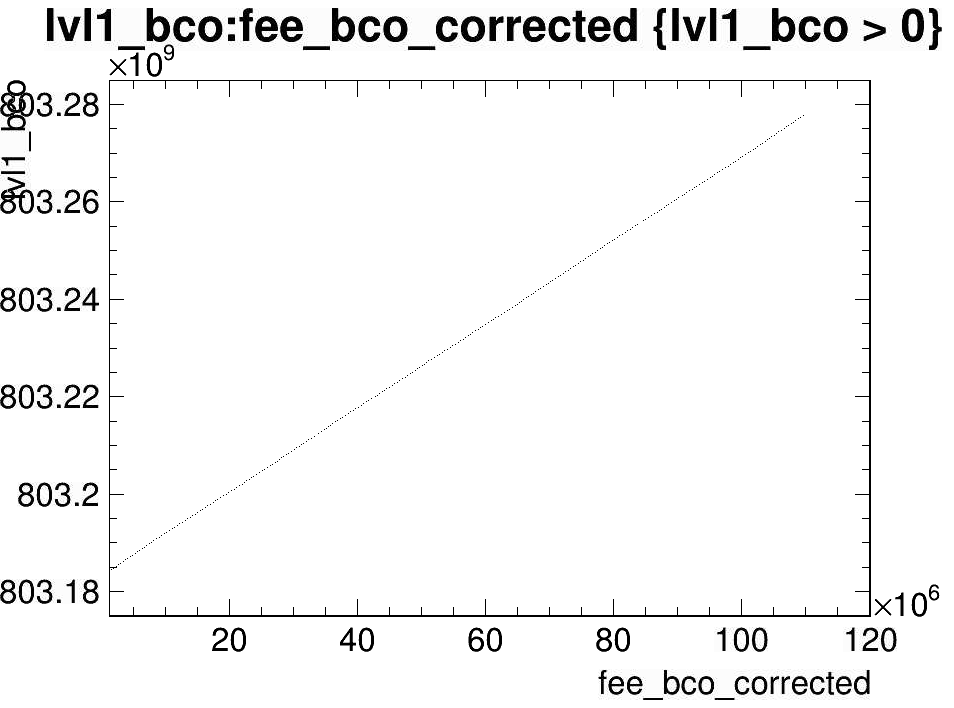 lvl1_bco:fee_bco_corrected {lvl1_bco > 0}
×10⁹
lvl1_bco
803.28
803.26
803.24
803.22
803.2
803.18
20 40 60 80 100 120
×10⁶
fee_bco_corrected